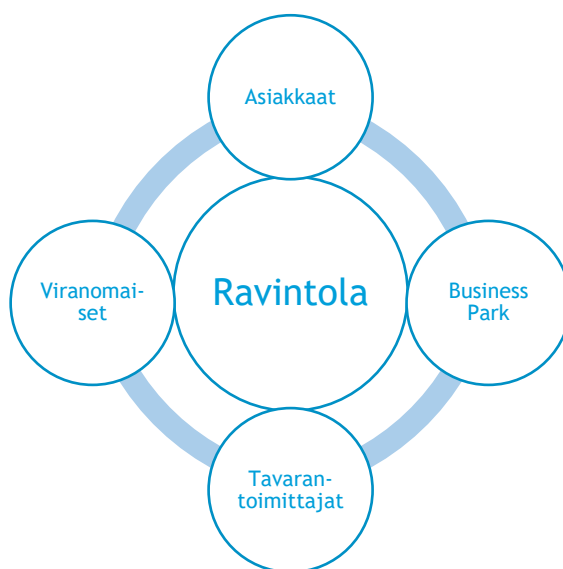 Asiakkaat
Viranomai-
set
Ravintola
Business
Park
Tavaran-
toimittajat